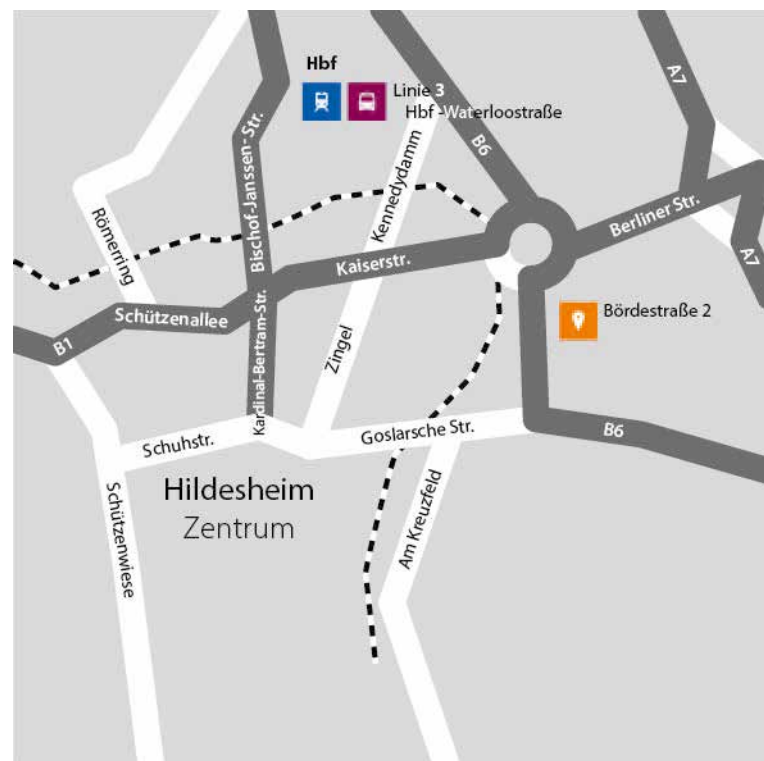 Hbf
Linie 3
Hbf -Waterloostraße
A7
B6
Bischof-Janssen-Str.
Kennedydamm
Römerring
Berliner Str.
A7
Kaiserstr.
Schützenallee
Bördestraße 2
B1
Kardinal-Bertram-Str.
Zingel
Schuhstr.
Goslarsche Str.
B6
Hildesheim
Zentrum
Schützenwiese
Am Kreuzfeld